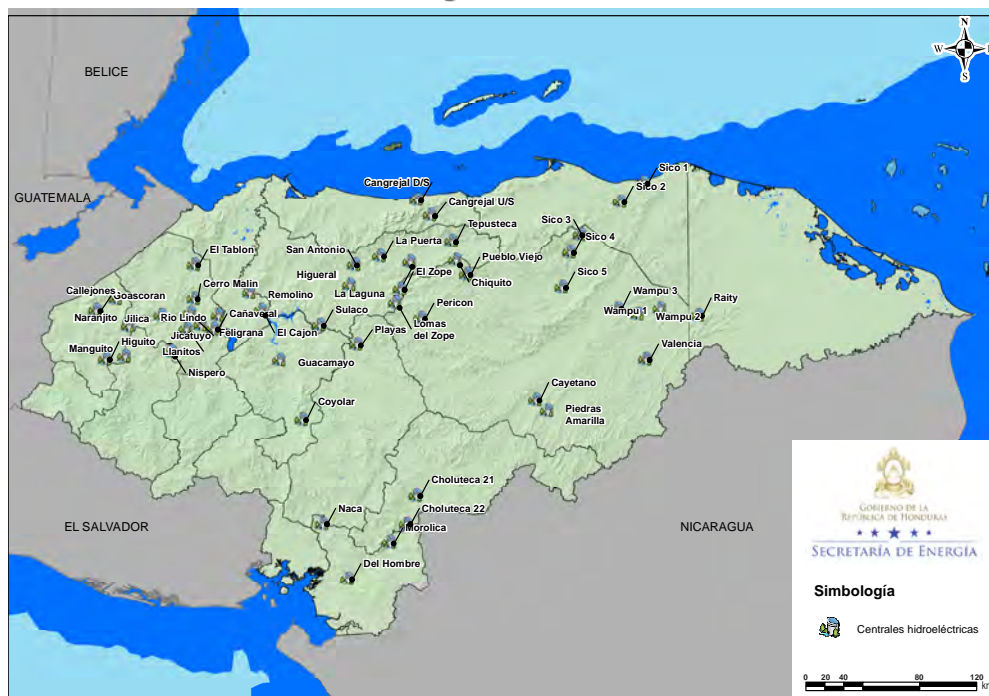 N
W
S
BELICE
GUATEMALA
EL SALVADOR
NICARAGUA
Sico 1
Sico 2
Cangrejal D/S
Cangrejal U/S
Sico 3
Tepusteca
Sico 4
La Puerta
San Antonio
El Tablon
Pueblo Viejo
El Zope
Chiquito
Sico 5
Higueral
Cerro Malin
Remolino
La Laguna
Callejones
Goascoran
Wampu 3
Raity
Pericon
Naranjito
Jilica
Rio Lindo
Cañaveral
Sulaco
Wampu 1
Wampu 2
Feligrana
El Cajon
Jicatuyo
Playas
Lomas
del Zope
Manguito
Higuito
Llanitos
Guacamayo
Valencia
Nispero
Cayetano
Coyolar
Piedras
Amarilla
Choluteca 21
Naca
Choluteca 22
Morolica
Del Hombre
GOBIERNO DE LA
REPÚBLICA DE HONDURAS
SECRETARÍA DE ENERGÍA
Simbología
Centrales hidroeléctricas
0 20 40 80 120